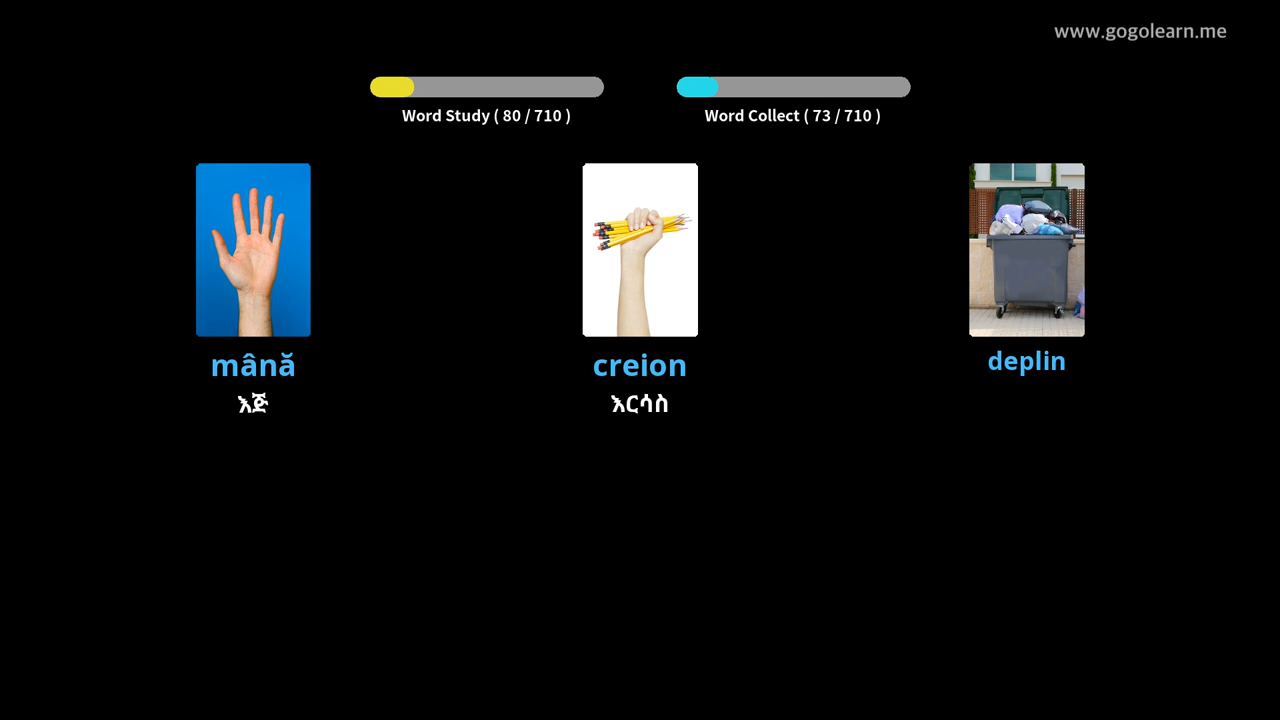 www.gogolearn.me
Word Study ( 80 / 710 )
Word Collect ( 73 / 710 )
mână
creion
deplin
እጅ
እርሳስ